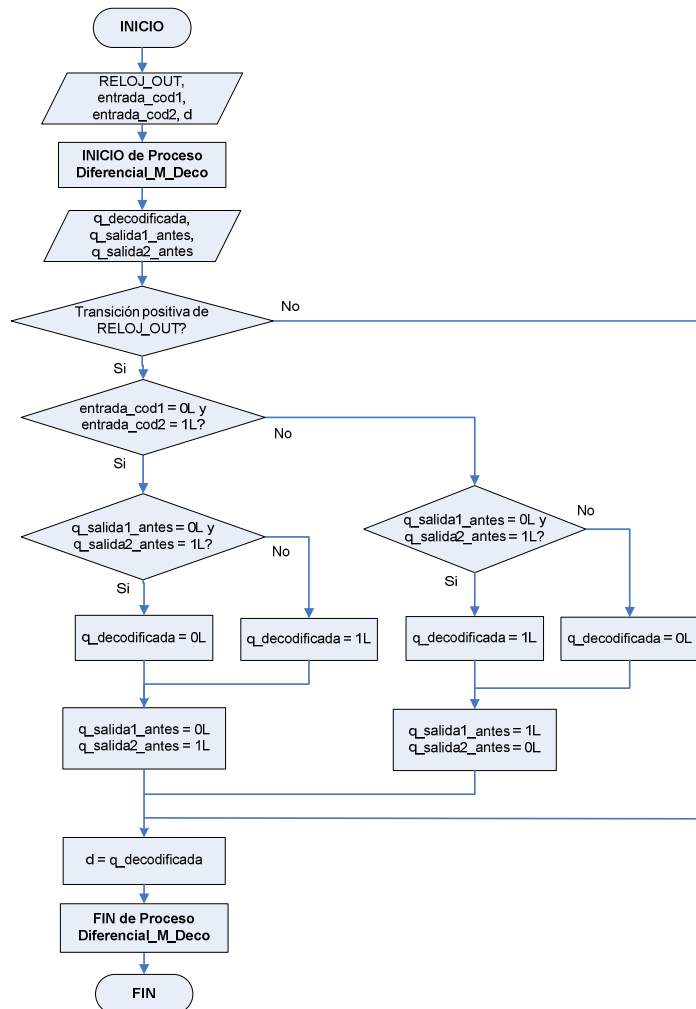 INICIO
RELOJ_OUT,
entrada_cod1,
entrada_cod2, d
INICIO de Proceso
Diferencial_M_Deco
q_decodificada,
q_salida1_antes,
q_salida2_antes
Transición positiva de
RELOJ_OUT?
No
Si
entrada_cod1 = 0L y
entrada_cod2 = 1L?
No
Si
q_salida1_antes = 0L y
q_salida2_antes = 1L?
No
Si
q_salida1_antes = 0L y
q_salida2_antes = 1L?
No
Si
q_decodificada = 0L
q_decodificada = 1L
q_decodificada = 1L
q_decodificada = 0L
q_salida1_antes = 0L
q_salida2_antes = 1L
q_salida1_antes = 1L
q_salida2_antes = 0L
d = q_decodificada
FIN de Proceso
Diferencial_M_Deco
FIN